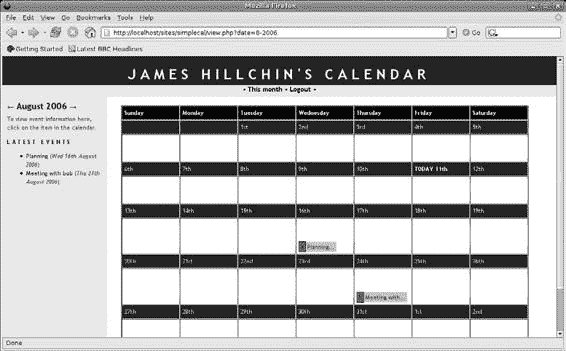 Mozilla Firefox
File Edit View Go Bookmarks Tools Help
http://localhost/sites/simplecal/view.php?date=8-2006
Go
Getting Started Latest BBC Headlines
JAMES HILLCHIN'S CALENDAR
• This month • Logout •
← August 2006 →
To view event information here,
click on the item in the calendar.
LATEST EVENTS
• Planning (Wed 16th August
2006)
• Meeting with bob (Thu
August 2006)
Sunday Monday Tuesday Wednesday Thursday Friday Saturday
1st 2nd 3rd 4th 5th
6th 7th 8th 9th 10th TODAY 11th 12th
13th 14th 15th 16th 17th 18th 19th
Planning...
20th 21st 22nd 23rd 24th 25th 26th
Meeting with...
27th 28th 29th 30th 31st 1st 2nd
Done